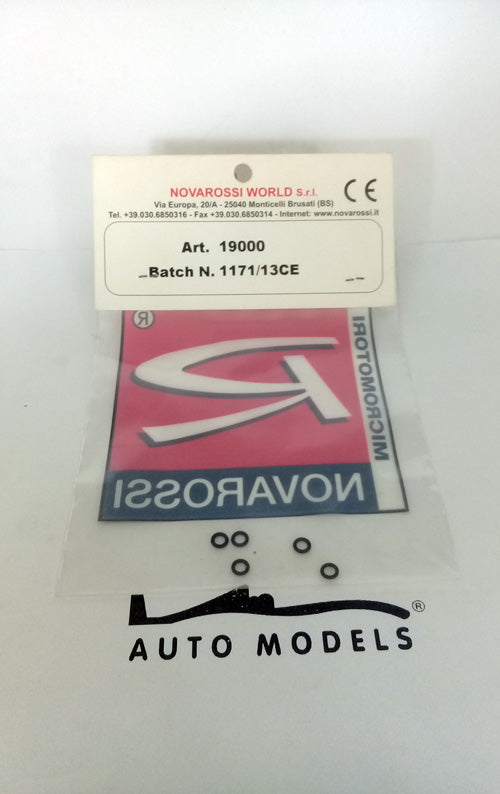 NOVAROSSI WORLD S.r.l.
CE
Via Europa, 20/A - 25040 Monticelli Brusati (BS)
Tel. +39.030.6850316 - Fax +39.030.6850314 - Internet: www.novarossi.it
Art. 19000
Batch N. 1171/13CE
®
MICROMOTORI
NOVAROSSI
®
AUTO MODELS